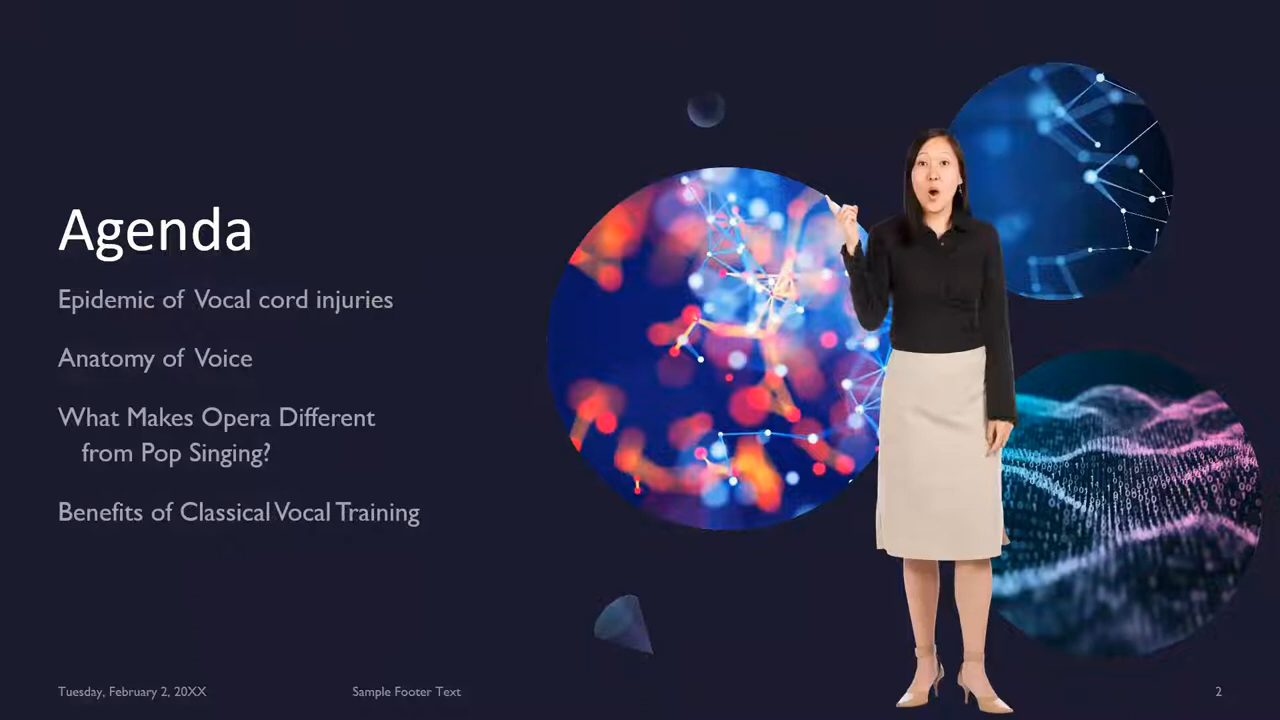 Agenda
Epidemic of Vocal cord injuries
Anatomy of Voice
What Makes Opera Different
from Pop Singing?
Benefits of Classical Vocal Training
Tuesday, February 2, 20XX
Sample Footer Text
2